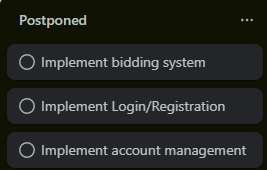 Postponed
Implement bidding system
Implement Login/Registration
Implement account management